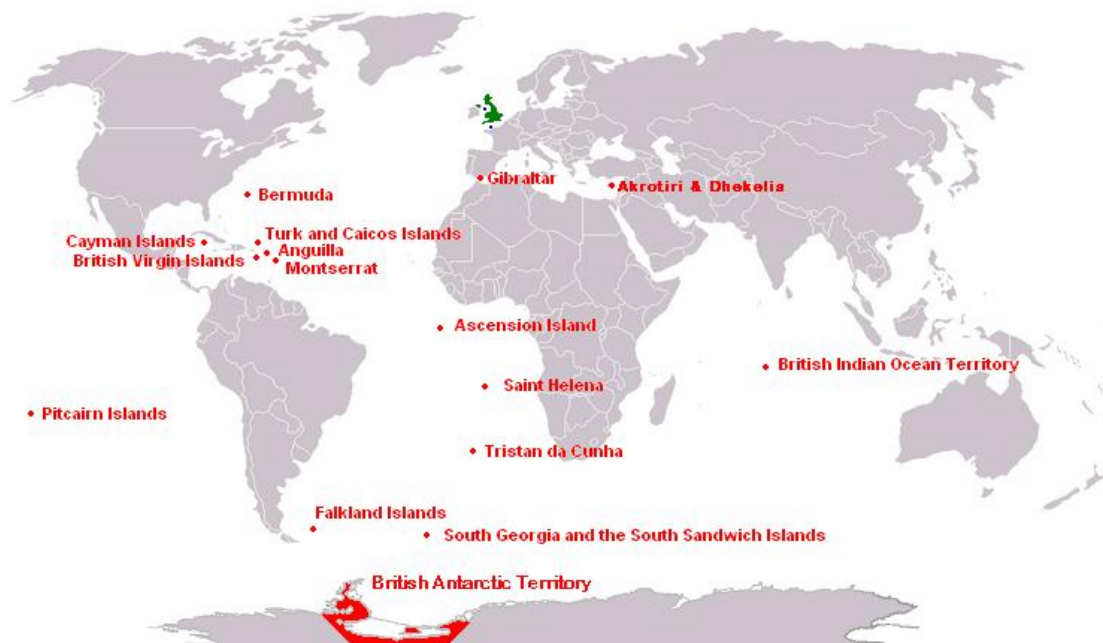 Gibraltar
Akrotiri & Dhekelia
Bermuda
Cayman Islands
Turk and Caicos Islands
Anguilla
British Virgin Islands
Montserrat
Ascension Island
British Indian Ocean Territory
Saint Helena
Pitcairn Islands
Tristan da Cunha
Falkland Islands
South Georgia and the South Sandwich Islands
British Antarctic Territory